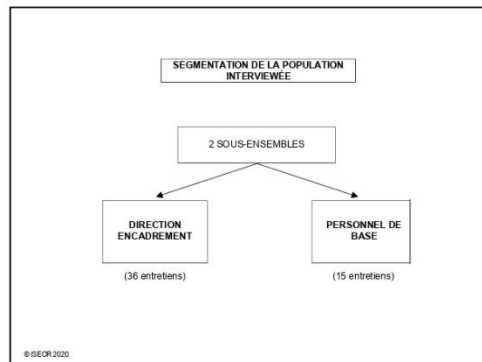 SEGMENTATION DE LA POPULATION
INTERVIEWÉE
2 SOUS-ENSEMBLES
DIRECTION
ENCADREMENT
PERSONNEL DE
BASE
(36 entretiens)
(15 entretiens)
© ISEOR 2020